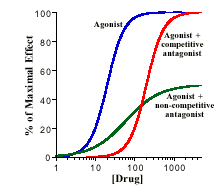 % of Maximal Effect
100
80
60
40
20
0
Agonist
Agonist +
competitive
antagonist
Agonist +
non-competitive
antagonist
1 10 100 1000
[Drug]